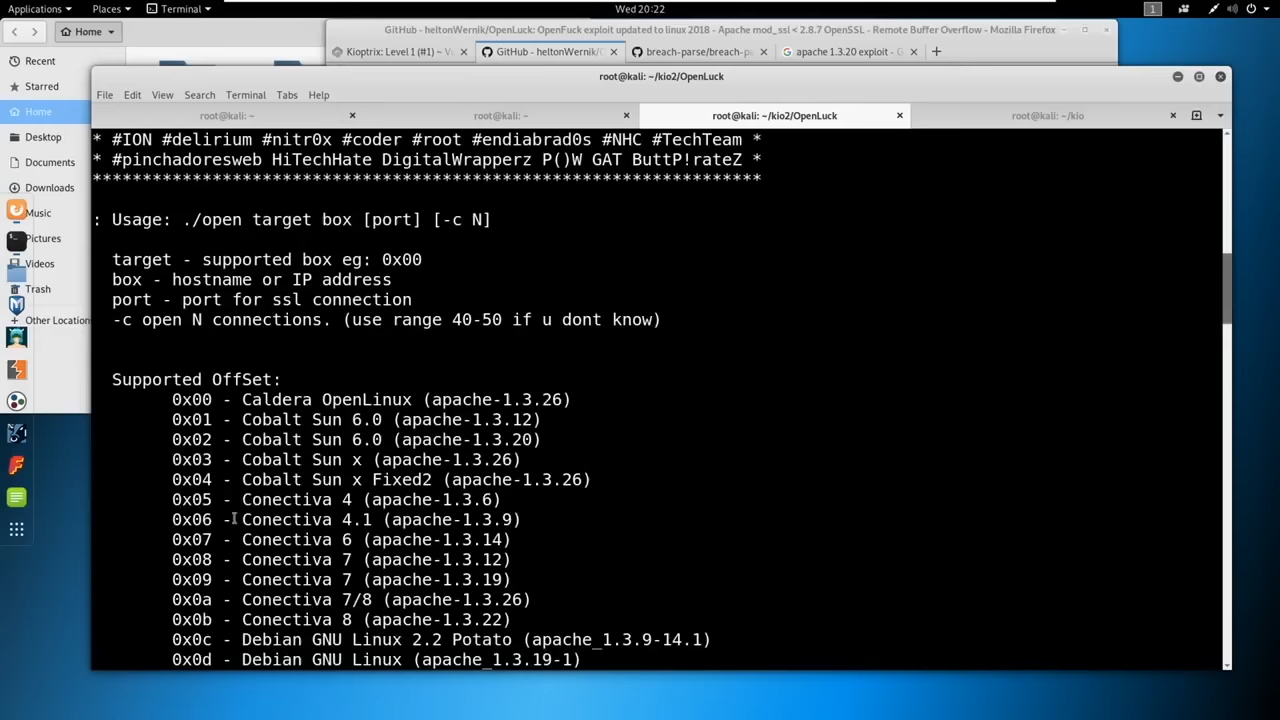 Applications Places Terminal Wed 20:22 1
Home
GitHub - heltonWernik/OpenLuck: OpenFuck exploit updated to linux 2018 - Apache mod_ssl < 2.8.7 OpenSSL - Remote Buffer Overflow - Mozilla Firefox
Kioptrix: Level 1 (#1) ~ Vu GitHub - heltonWernik/ breach-parse/breach-pa apache 1.3.20 exploit - G
root@kali: ~/kio2/OpenLuck
File Edit View Search Terminal Tabs Help
root@kali: ~ root@kali: ~ root@kali: ~/kio2/OpenLuck root@kali: ~/kio
Recent
Starred
Home
Desktop
Documents
Downloads
Music
Pictures
Videos
Trash
Other Location
* #ION #delirium #nitr0x #coder #root #endiabrad0s #NHC #TechTeam *
* #pinchadoresweb HiTechHate DigitalWrapperz P()W GAT ButtP!rateZ *
*******************************************************************
: Usage: ./open target box [port] [-c N]
target - supported box eg: 0x00
box - hostname or IP address
port - port for ssl connection
-c open N connections. (use range 40-50 if u dont know)
Supported OffSet:
0x00 - Caldera OpenLinux (apache-1.3.26)
0x01 - Cobalt Sun 6.0 (apache-1.3.12)
0x02 - Cobalt Sun 6.0 (apache-1.3.20)
0x03 - Cobalt Sun x (apache-1.3.26)
0x04 - Cobalt Sun x Fixed2 (apache-1.3.26)
0x05 - Conectiva 4 (apache-1.3.6)
0x06 - Conectiva 4.1 (apache-1.3.9)
0x07 - Conectiva 6 (apache-1.3.14)
0x08 - Conectiva 7 (apache-1.3.12)
0x09 - Conectiva 7 (apache-1.3.19)
0x0a - Conectiva 7/8 (apache-1.3.26)
0x0b - Conectiva 8 (apache-1.3.22)
0x0c - Debian GNU Linux 2.2 Potato (apache_1.3.9-14.1)
0x0d - Debian GNU Linux (apache_1.3.19-1)